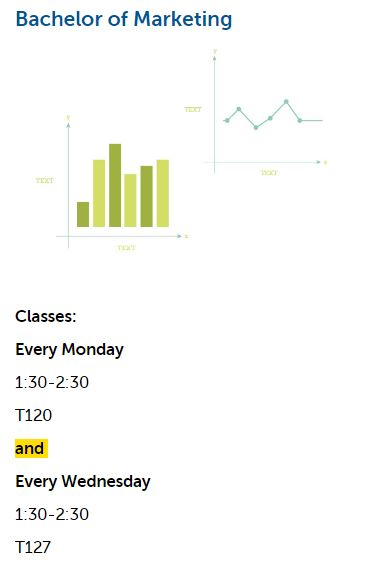 Bachelor of Marketing
y
TEXT
x
TEXT
y
TEXT
x
TEXT
Classes:
Every Monday
1:30-2:30
T120
and
Every Wednesday
1:30-2:30
T127